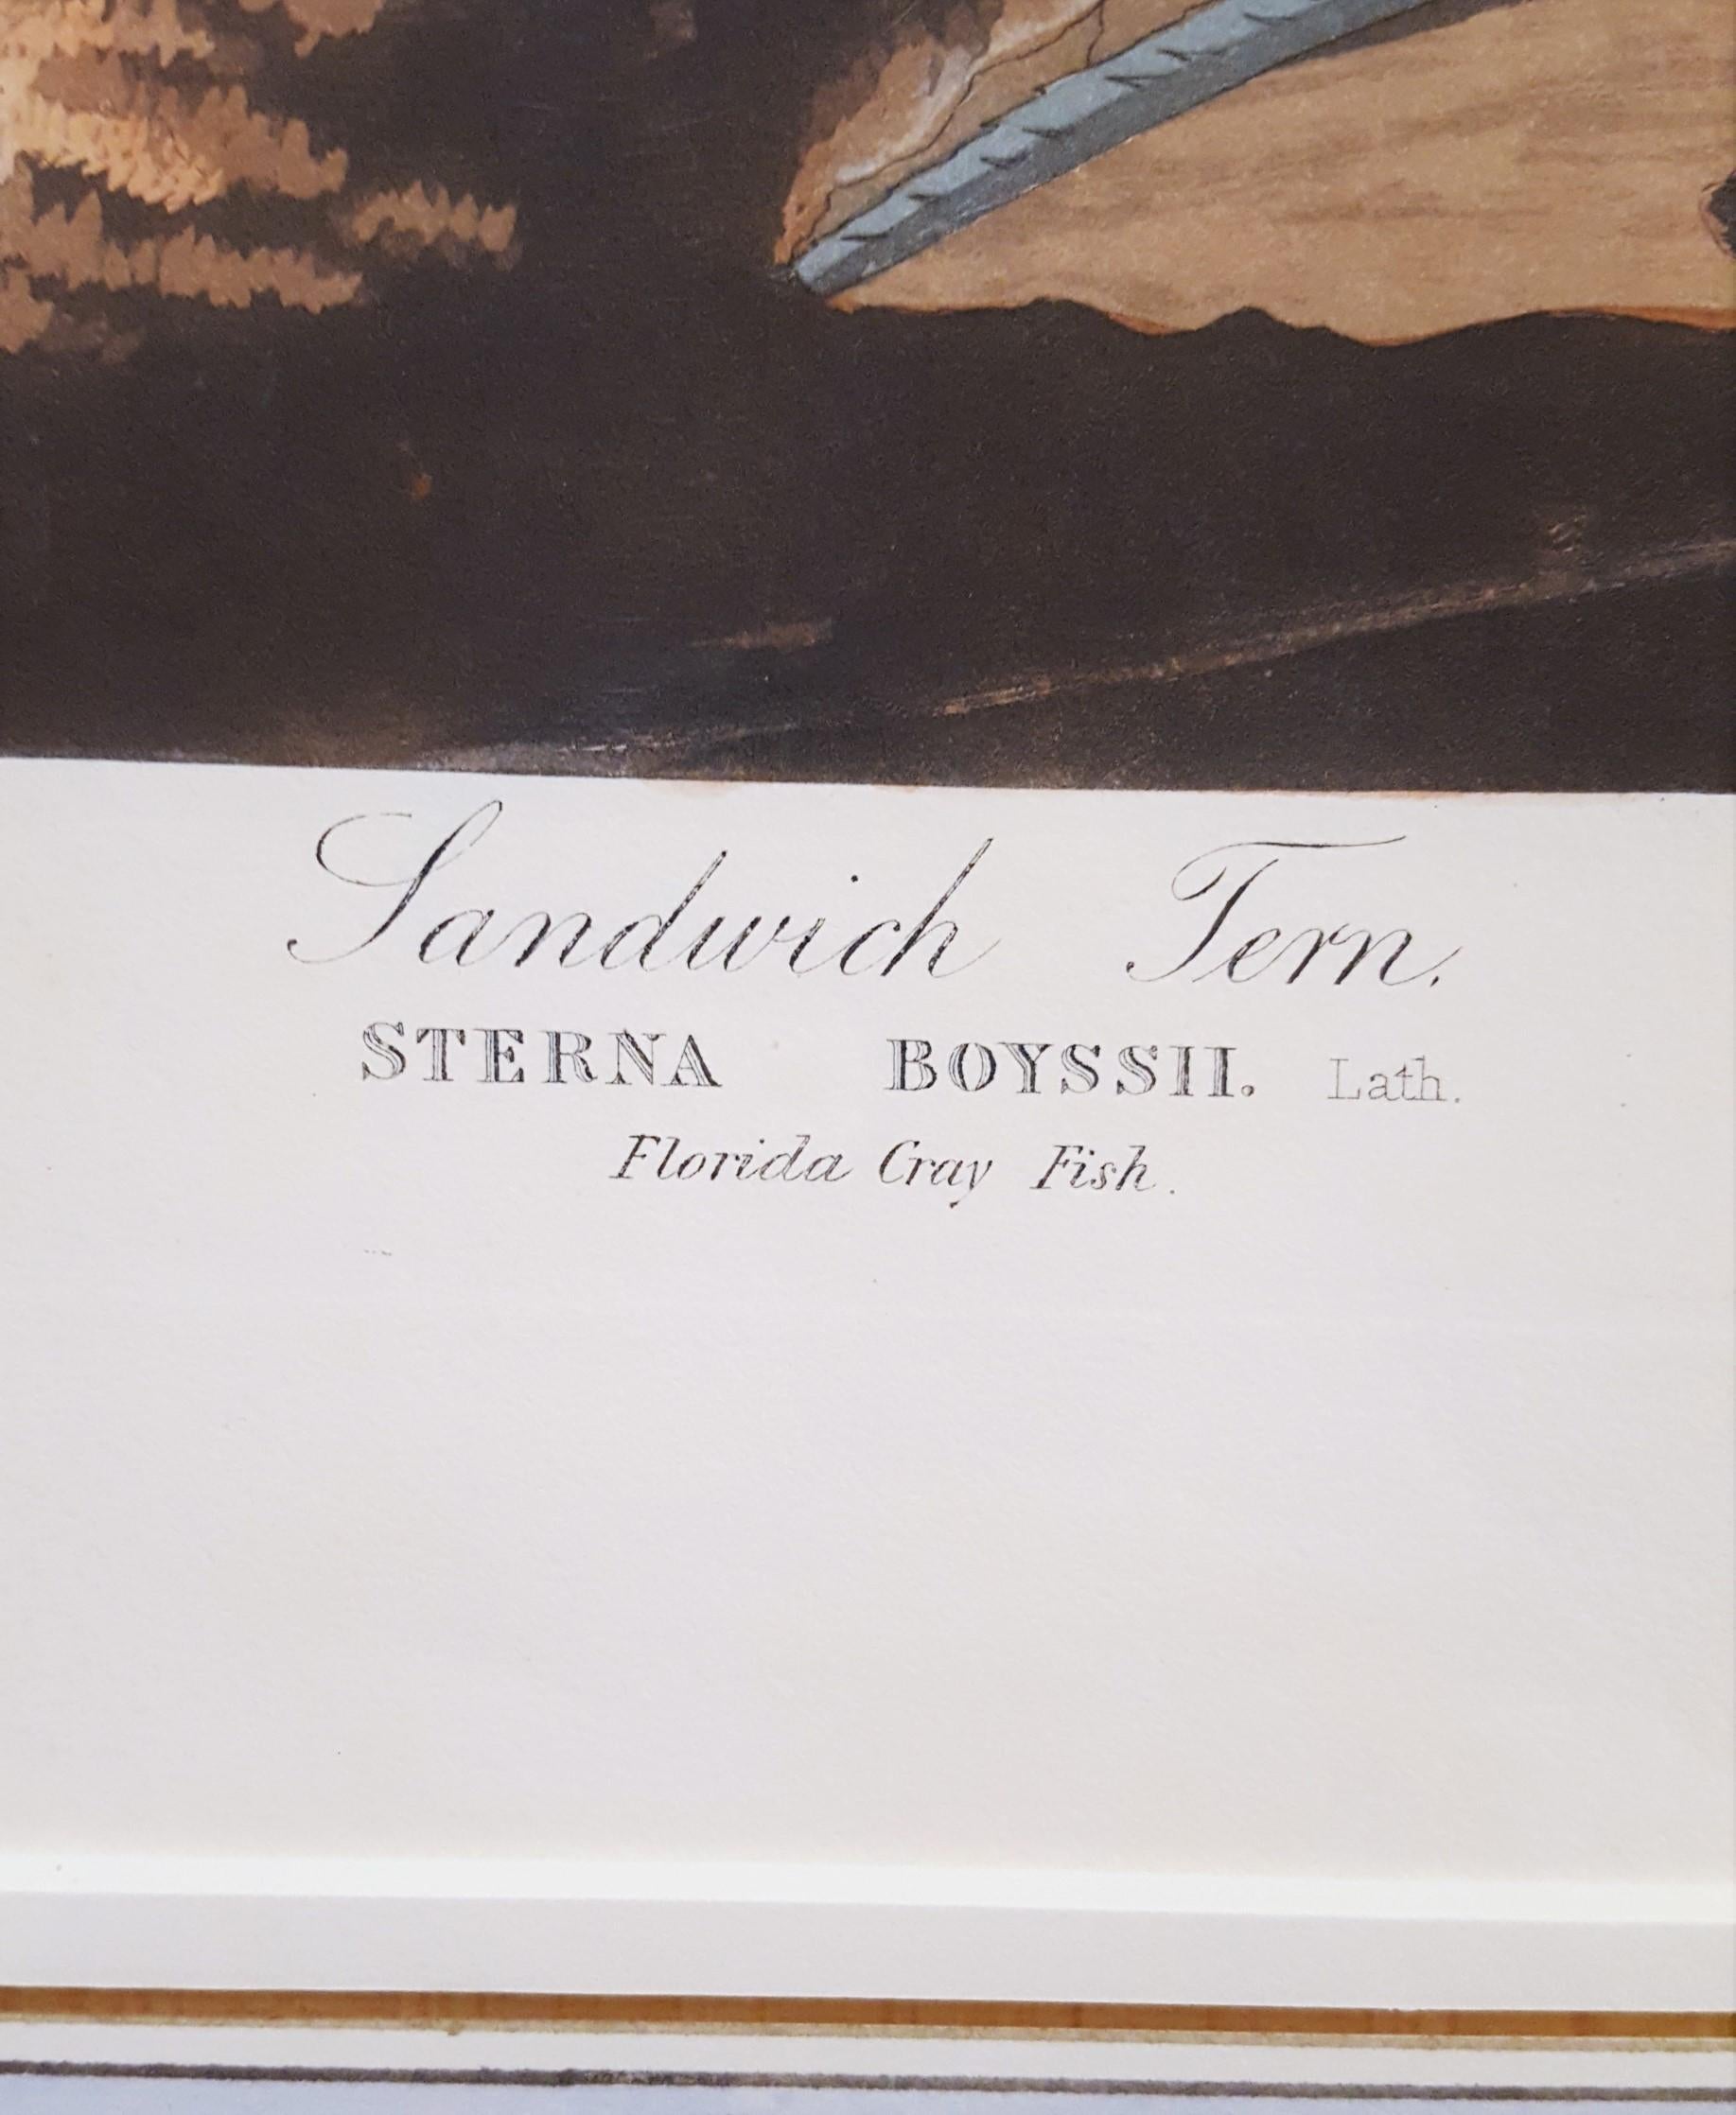 Sandwich Tern.
STERNA BOYSSII. Lath.
Florida Cray Fish.